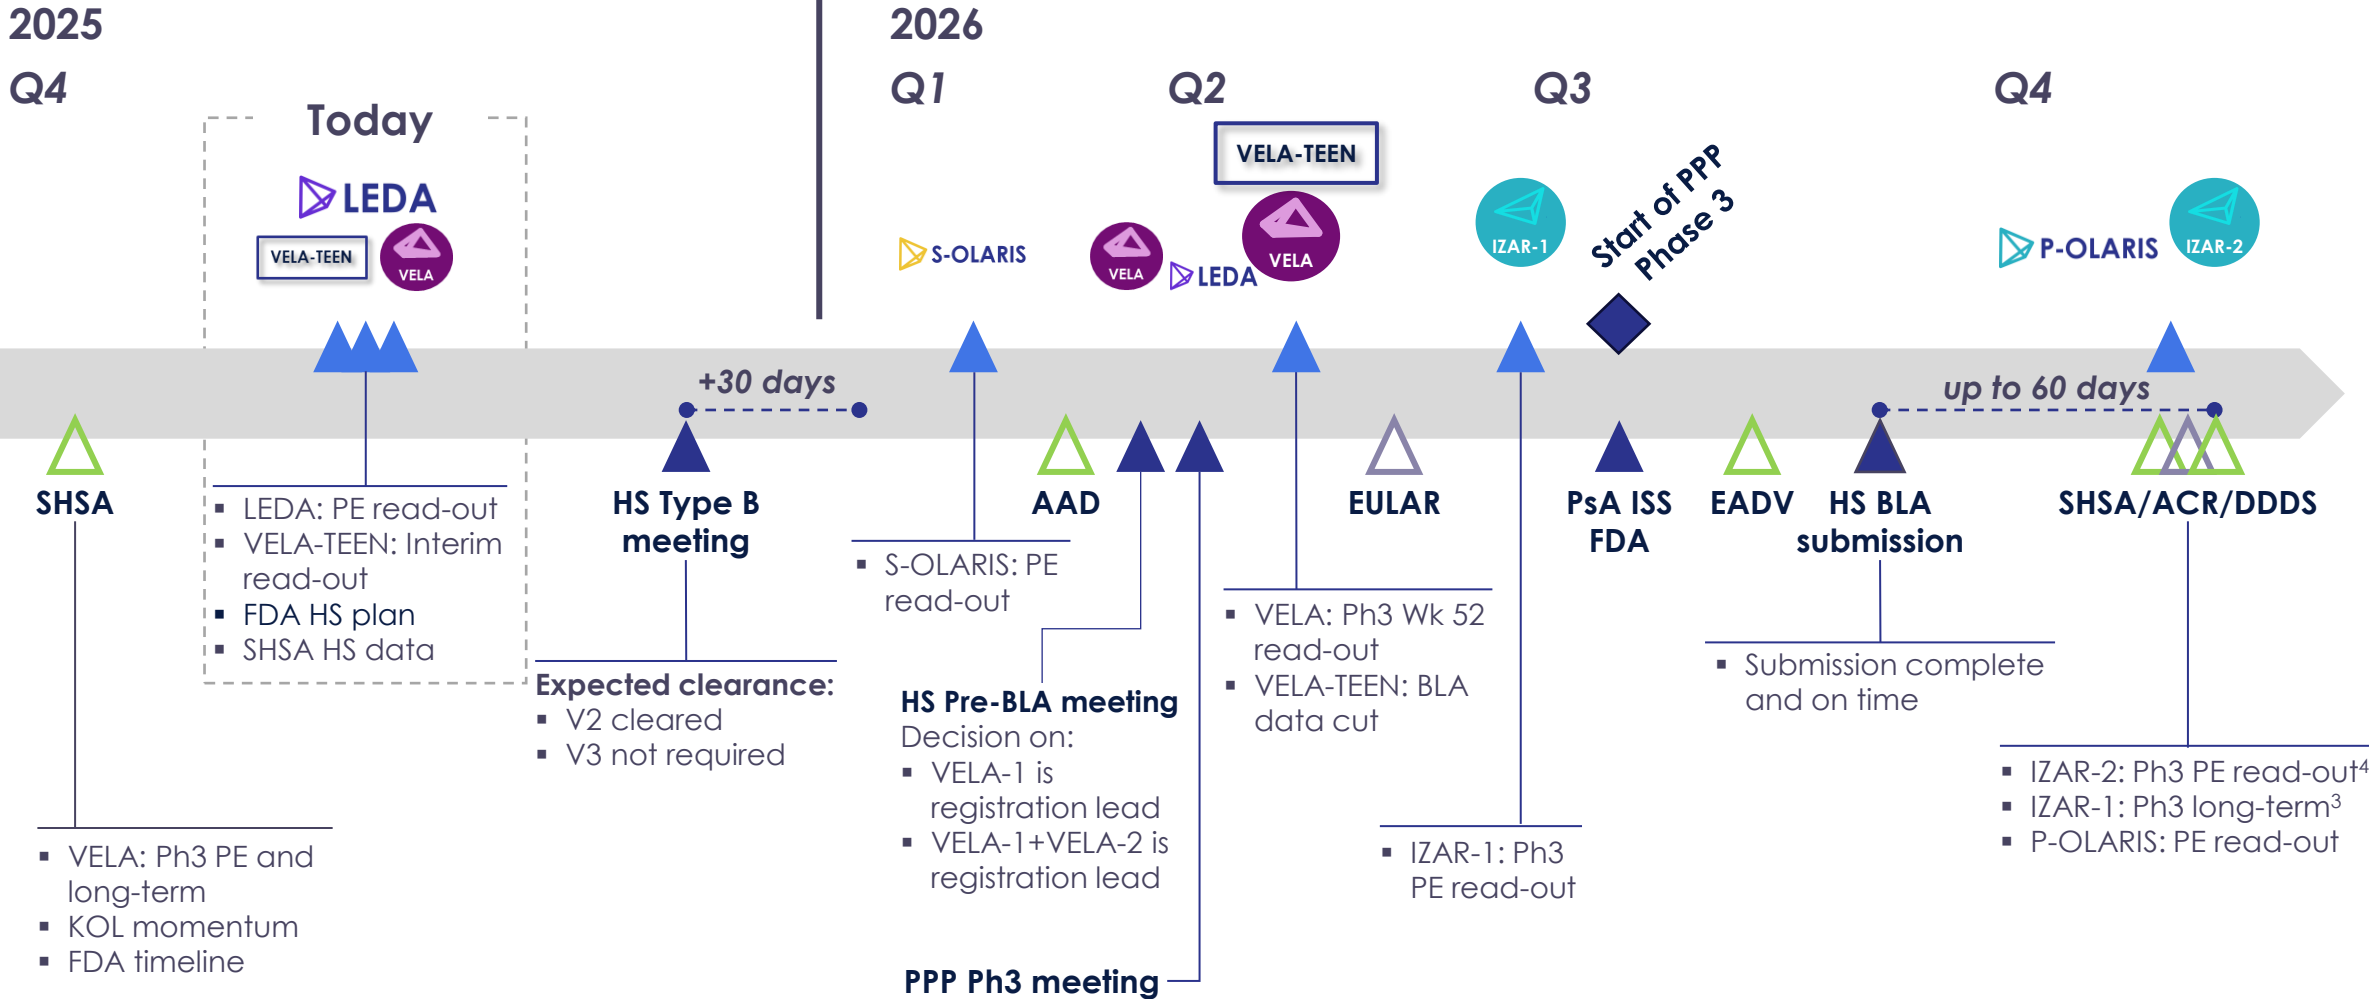 2025
2026
Q4
Q1
Q2
Q3
Q4
Today
LEDA
VELA-TEEN
VELA
S-OLARIS
VELA
LEDA
VELA-TEEN
VELA
IZAR-1
Start of PPP
Phase 3
P-OLARIS
IZAR-2
+30 days
up to 60 days
SHSA
▪ VELA: Ph3 PE and
long-term
▪ KOL momentum
▪ FDA timeline
▪ LEDA: PE read-out
▪ VELA-TEEN: Interim
read-out
▪ FDA HS plan
▪ SHSA HS data
HS Type B
meeting
Expected clearance:
▪ V2 cleared
▪ V3 not required
▪ S-OLARIS: PE
read-out
AAD
HS Pre-BLA meeting
Decision on:
▪ VELA-1 is
registration lead
▪ VELA-1+VELA-2 is
registration lead
PPP Ph3 meeting
▪ VELA: Ph3 Wk 52
read-out
▪ VELA-TEEN: BLA
data cut
EULAR
▪ IZAR-1: Ph3
PE read-out
PsA ISS
FDA
EADV
HS BLA
submission
▪ Submission complete
and on time
SHSA/ACR/DDDS
▪ IZAR-2: Ph3 PE read-out⁴
▪ IZAR-1: Ph3 long-term³
▪ P-OLARIS: PE read-out